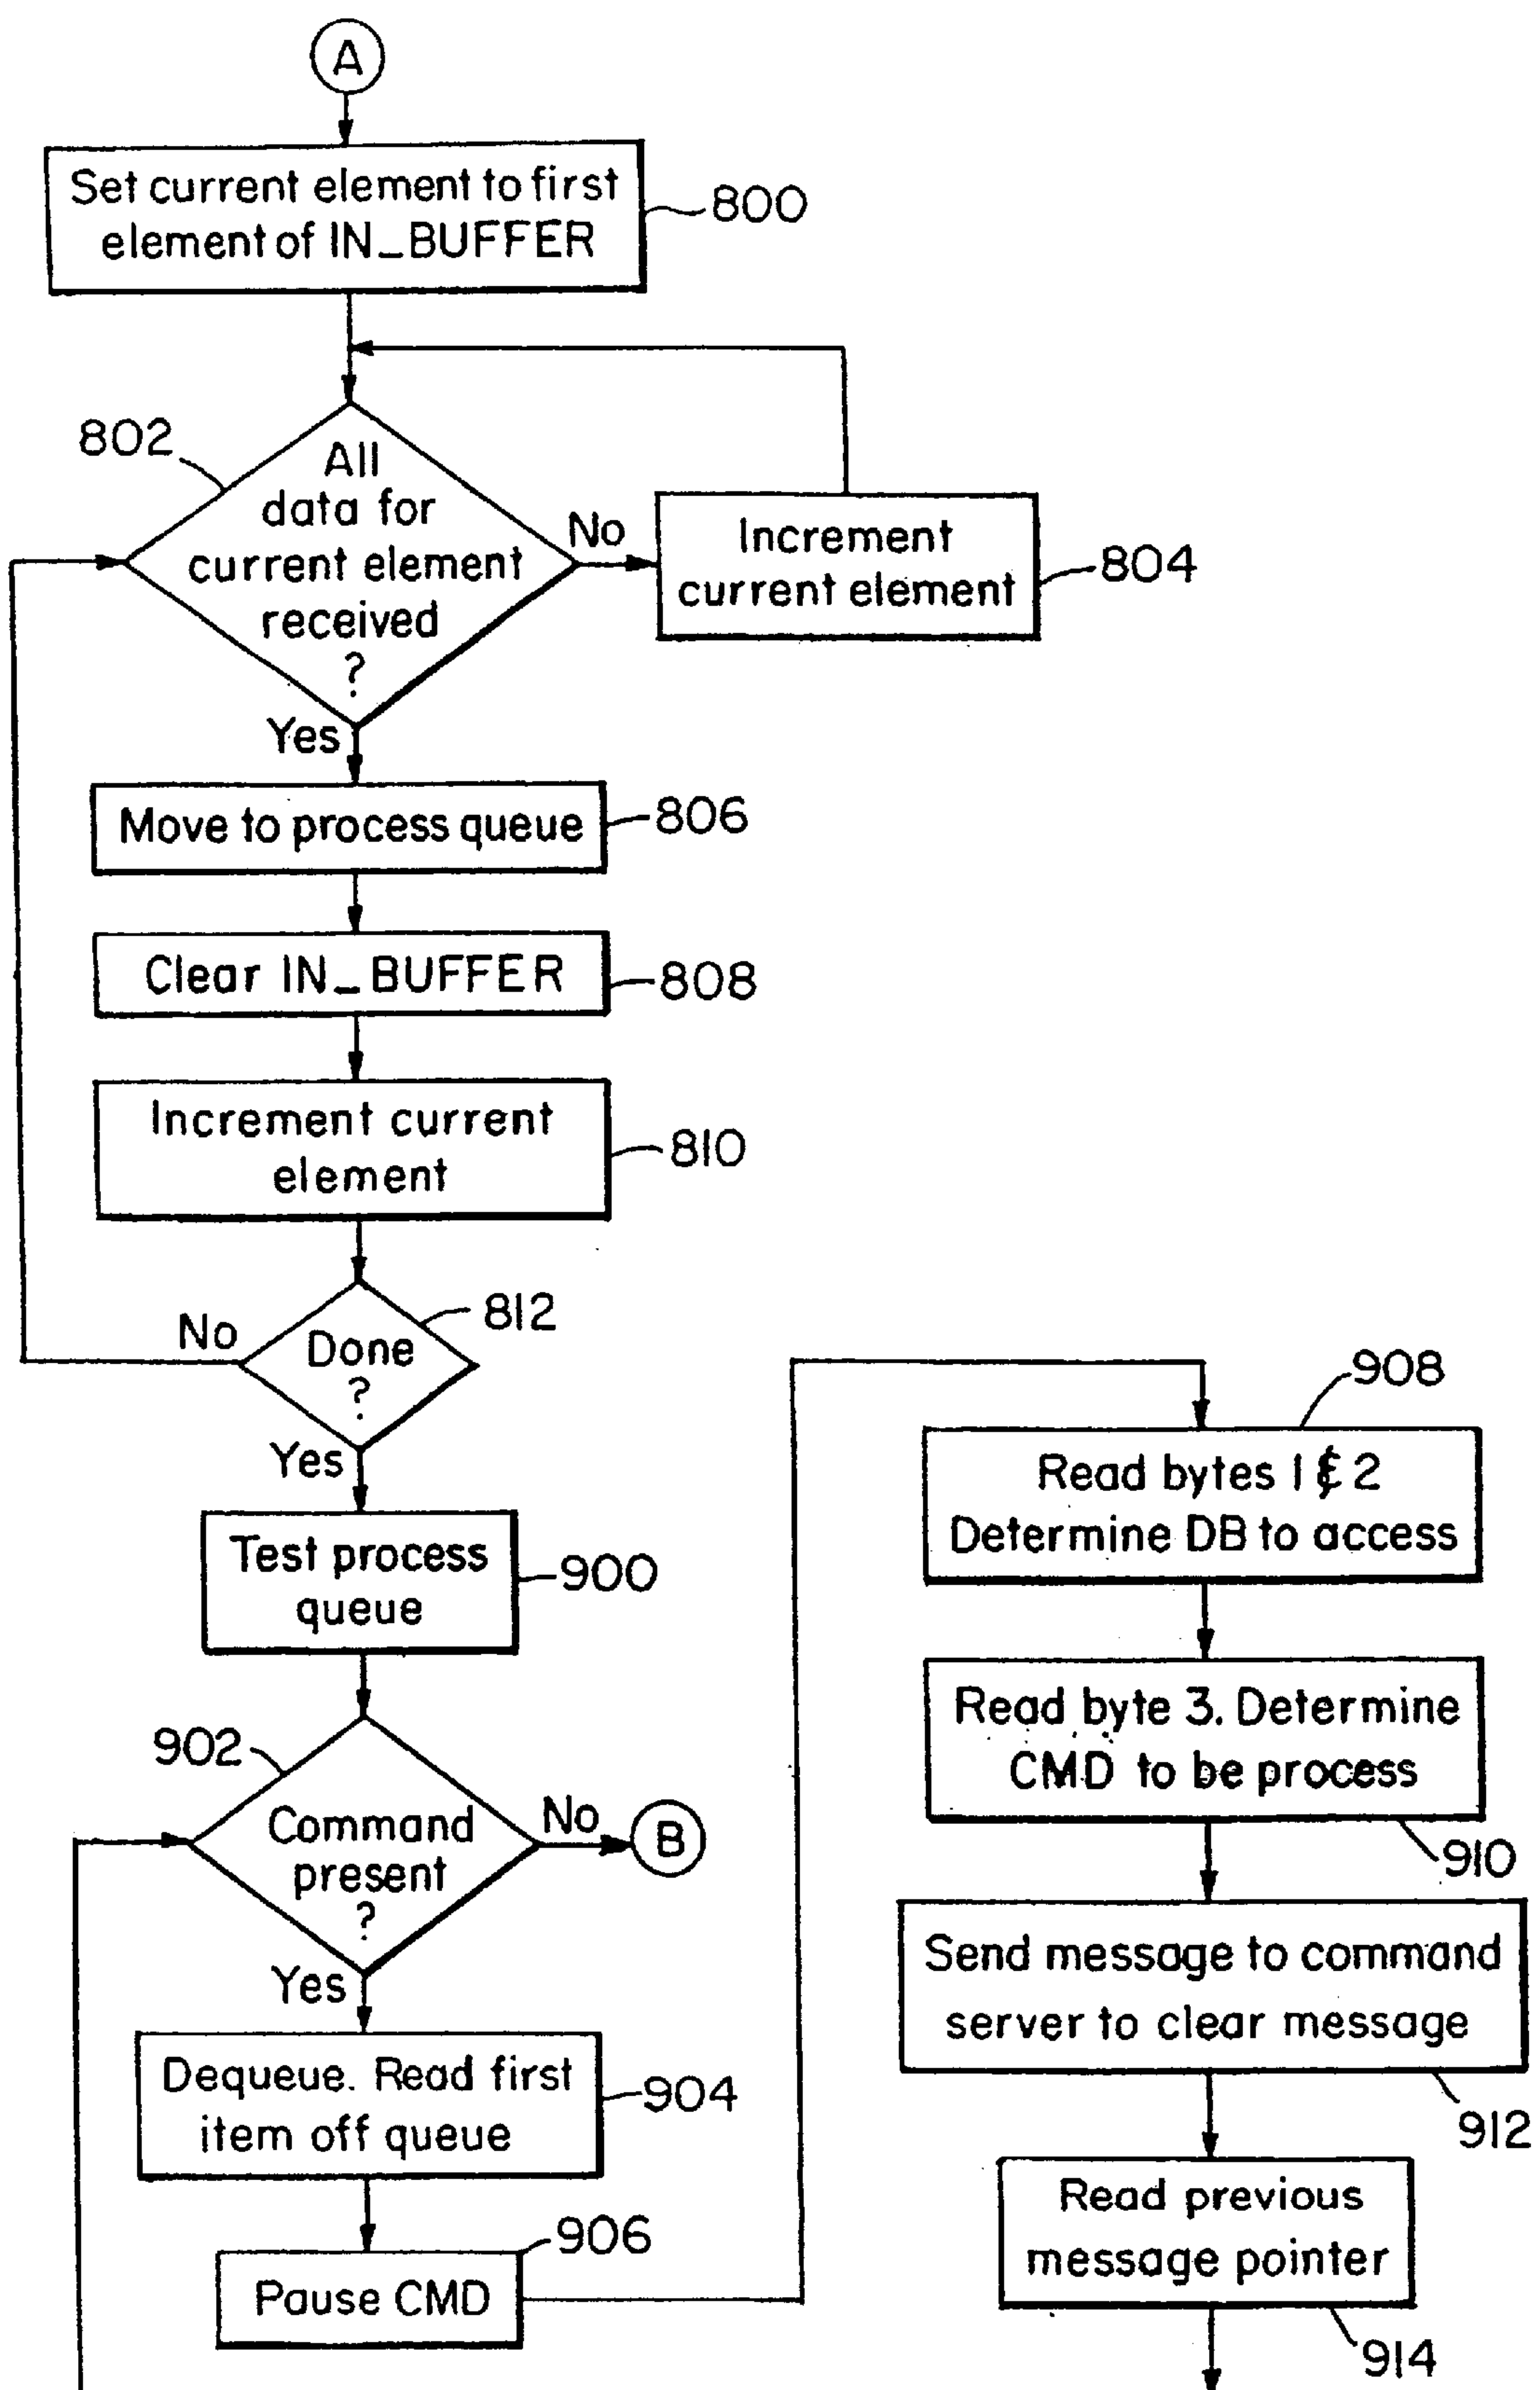 A
Set current element to first
element of IN_BUFFER
800
802
All
data for
current element
received
?
No
Increment
current element
804
Yes
Move to process queue
806
Clear IN_BUFFER
808
Increment current
element
810
Done
?
812
No
Yes
Test process
queue
900
902
Command
present
?
No
B
Yes
Dequeue. Read first
item off queue
904
906
Pause CMD
908
Read bytes 1 & 2
Determine DB to access
Read byte 3. Determine
CMD to be process
910
Send message to command
server to clear message
912
Read previous
message pointer
914